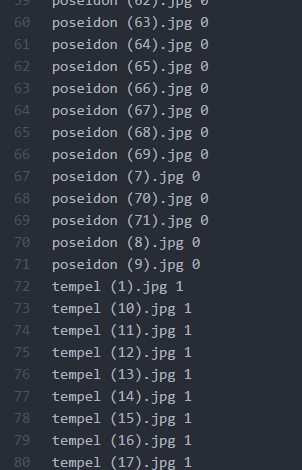 59 poseidon (62).jpg 0
60 poseidon (63).jpg 0
61 poseidon (64).jpg 0
62 poseidon (65).jpg 0
63 poseidon (66).jpg 0
64 poseidon (67).jpg 0
65 poseidon (68).jpg 0
66 poseidon (69).jpg 0
67 poseidon (7).jpg 0
68 poseidon (70).jpg 0
69 poseidon (71).jpg 0
70 poseidon (8).jpg 0
71 poseidon (9).jpg 0
72 tempel (1).jpg 1
73 tempel (10).jpg 1
74 tempel (11).jpg 1
75 tempel (12).jpg 1
76 tempel (13).jpg 1
77 tempel (14).jpg 1
78 tempel (15).jpg 1
79 tempel (16).jpg 1
80 tempel (17).jpg 1